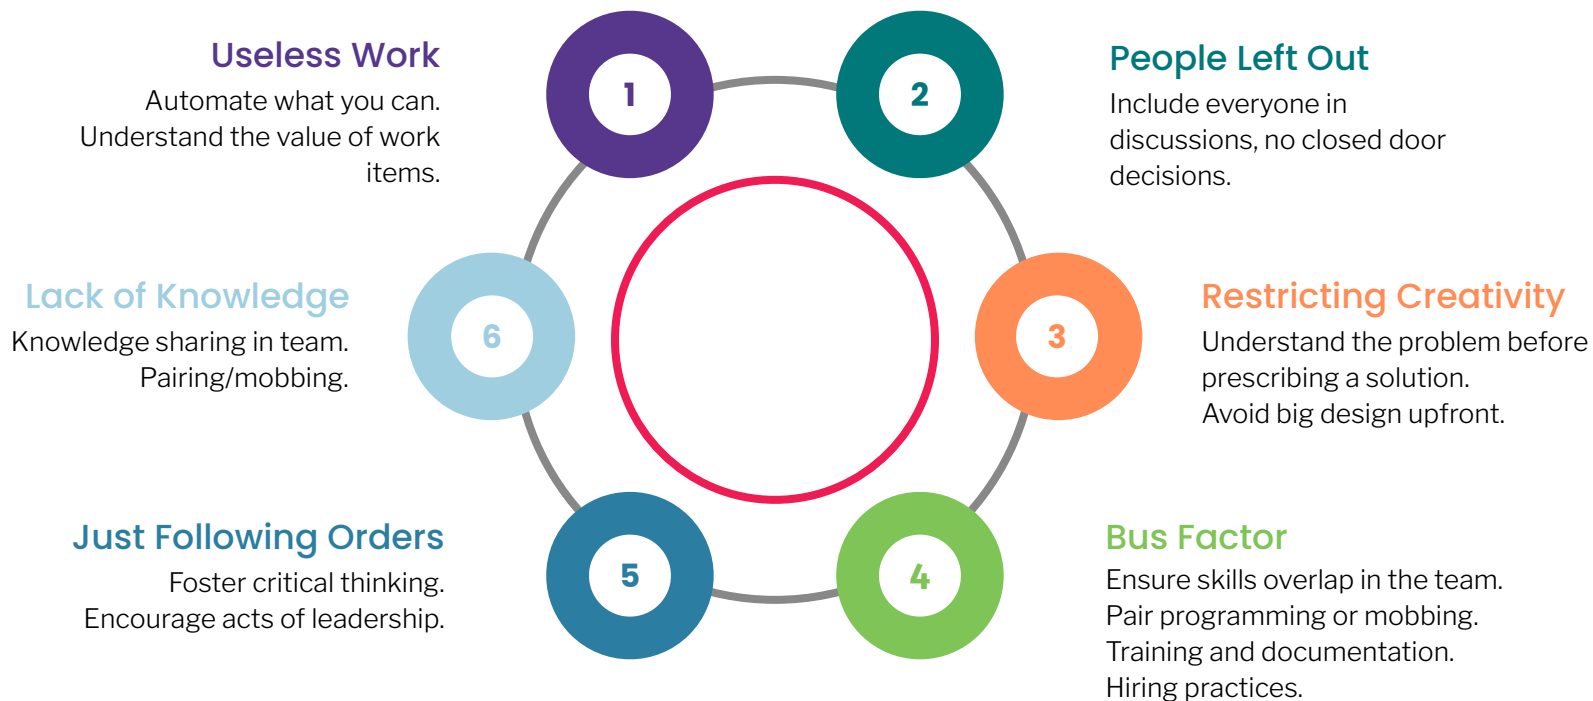 1
Useless Work
Automate what you can.
Understand the value of work
items.
2
People Left Out
Include everyone in
discussions, no closed door
decisions.
3
Restricting Creativity
Understand the problem before
prescribing a solution.
Avoid big design upfront.
4
Bus Factor
Ensure skills overlap in the team.
Pair programming or mobbing.
Training and documentation.
Hiring practices.
5
Just Following Orders
Foster critical thinking.
Encourage acts of leadership.
6
Lack of Knowledge
Knowledge sharing in team.
Pairing/mobbing.